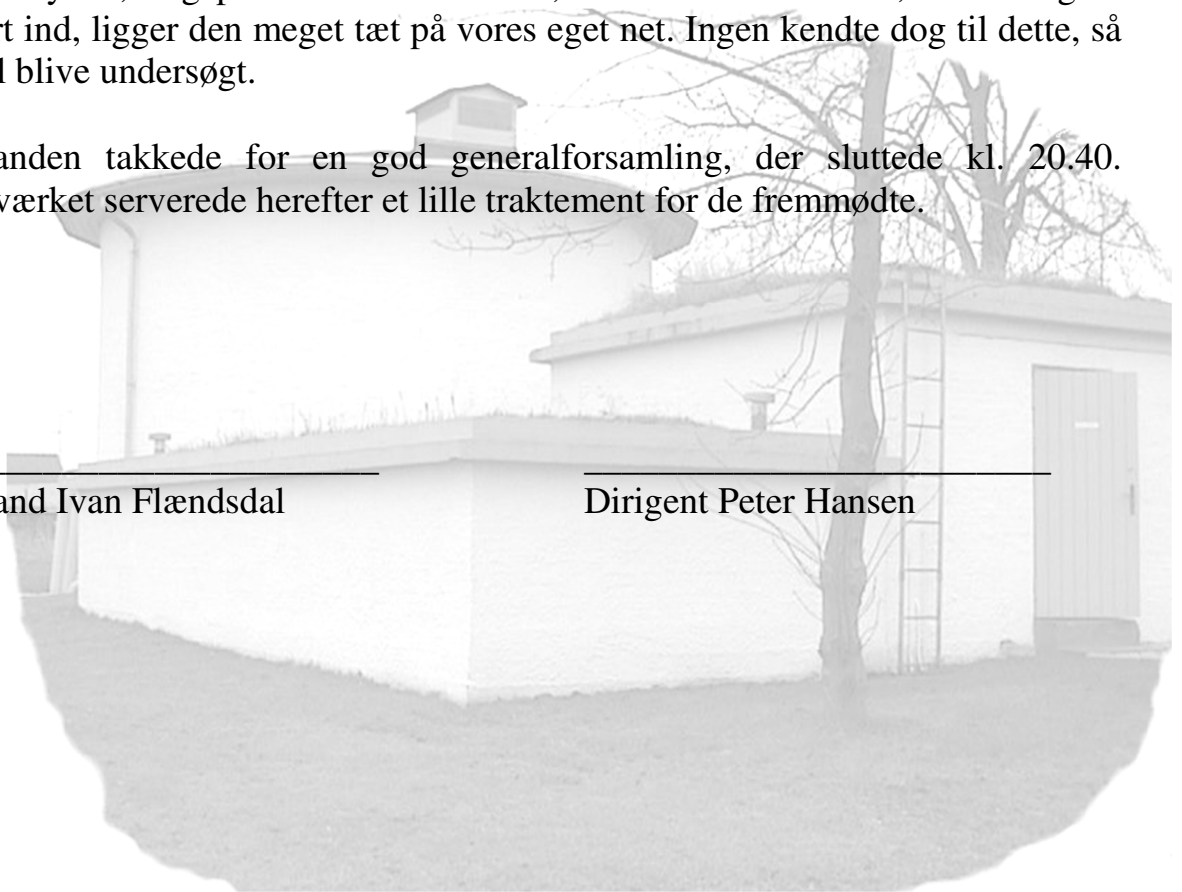 rt ind, ligger den meget tæt på vores eget net. Ingen kendte dog til dette, så
l blive undersøgt.
anden takkede for en god generalforsamling, der sluttede kl. 20.40.
værket serverede herefter et lille traktement for de fremmødte.
and Ivan Flændsdal
Dirigent Peter Hansen